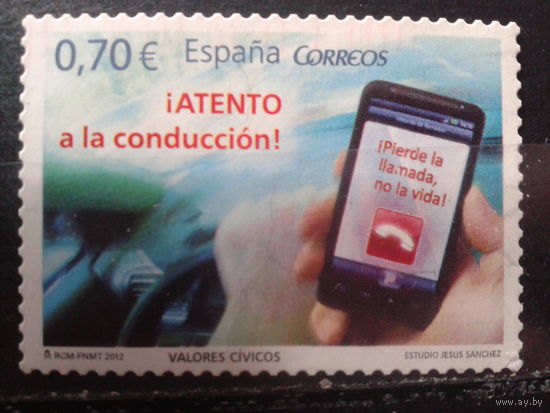 0,70 €
España CORREOS
¡ATENTO
a la conducción!
¡Pierde la
llamada,
no la vida!
RCM-FNMT 2012
VALORES CÍVICOS
ESTUDIO JESUS SANCHEZ
www.ay.by